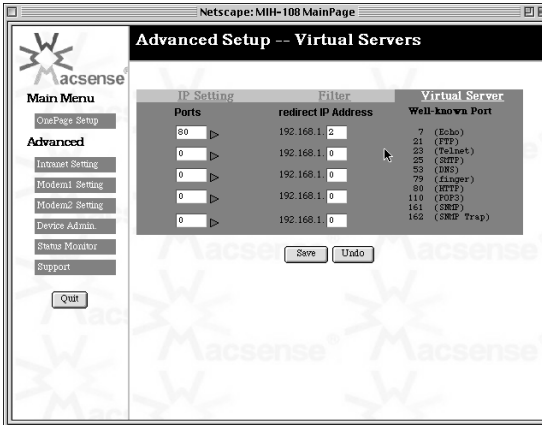 Netscape: MIH-108 MainPage
Macsense
Main Menu
OnePage Setup
Advanced
Intranet Setting
Modem1 Setting
Modem2 Setting
Device Admin.
Status Monitor
Support
Quit
Advanced Setup -- Virtual Servers
IP Setting Filter Virtual Server
Ports redirect IP Address Well-known Port
80 192.168.1. 2
0 192.168.1. 0
0 192.168.1. 0
0 192.168.1. 0
0 192.168.1. 0
7 (Echo)
21 (FTP)
23 (Telnet)
25 (SMTP)
53 (DNS)
79 (finger)
80 (HTTP)
110 (POP3)
161 (SNMP)
162 (SNMP Trap)
Save Undo